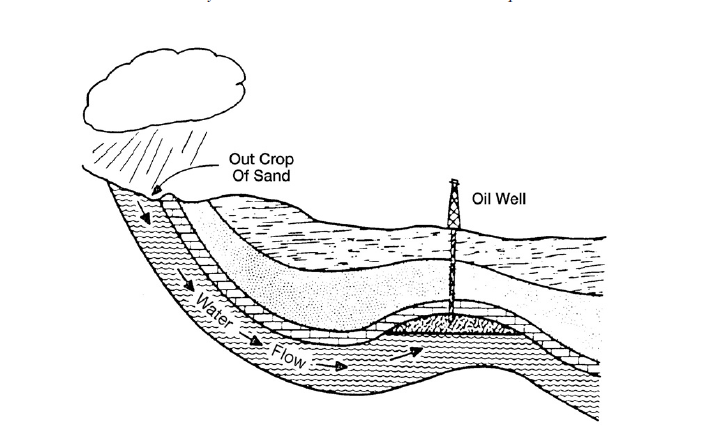 Out Crop
Of Sand
Oil Well
Water
Flow